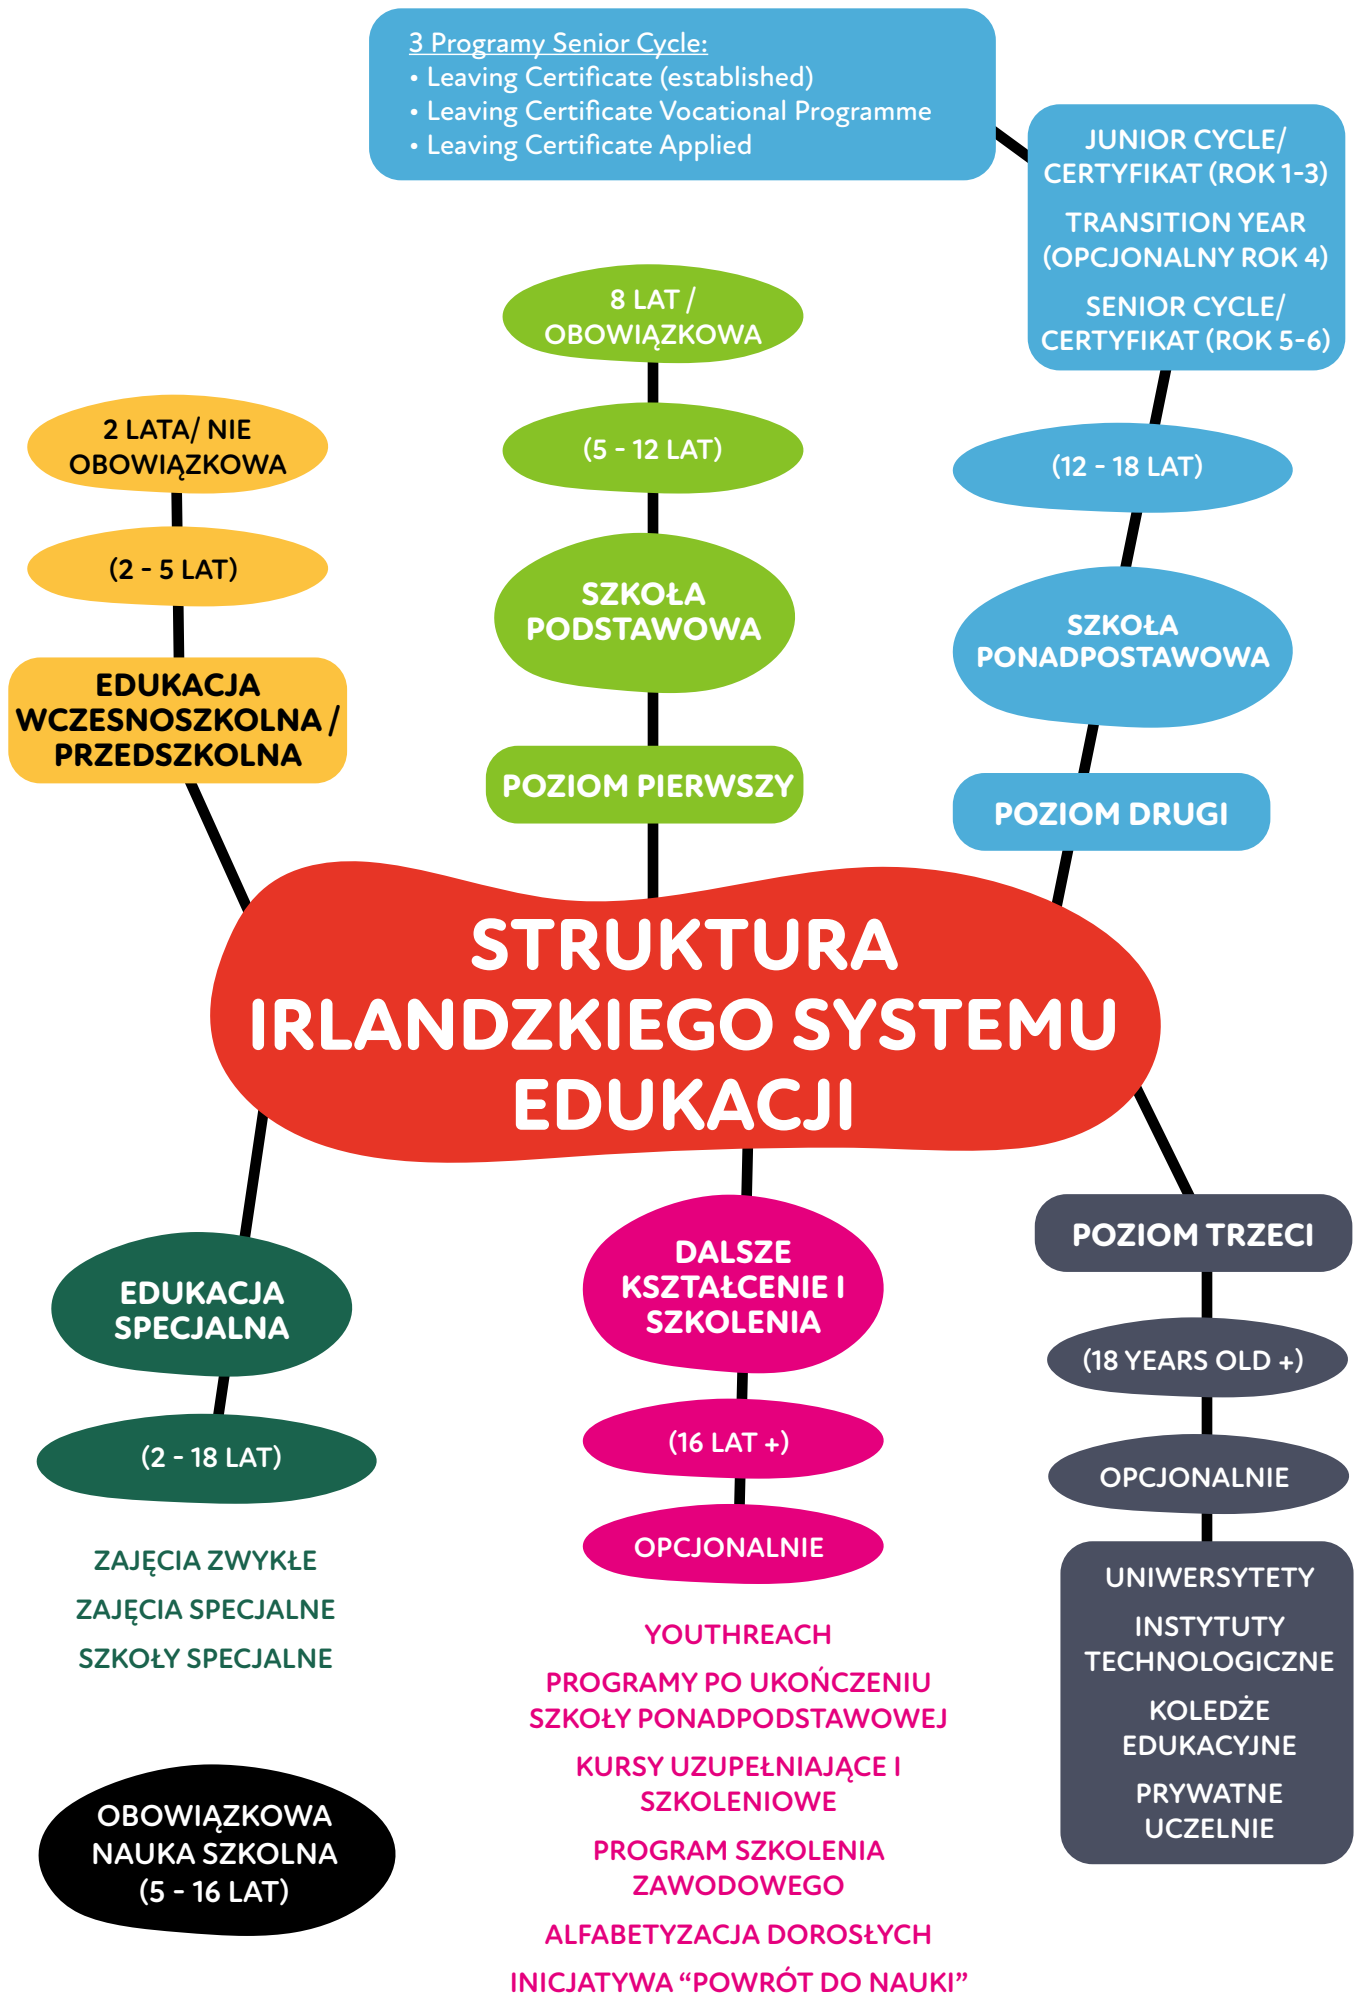 3 Programy Senior Cycle:
• Leaving Certificate (established)
• Leaving Certificate Vocational Programme
• Leaving Certificate Applied
JUNIOR CYCLE/
CERTYFIKAT (ROK 1-3)
TRANSITION YEAR
(OPCJONALNY ROK 4)
SENIOR CYCLE/
CERTYFIKAT (ROK 5-6)
8 LAT /
OBOWIĄZKOWA
2 LATA/ NIE
OBOWIĄZKOWA
(5 - 12 LAT)
(12 - 18 LAT)
(2 - 5 LAT)
SZKOŁA
PODSTAWOWA
SZKOŁA
PONADPOSTAWOWA
EDUKACJA
WCZESNOSZKOLNA /
PRZEDSZKOLNA
POZIOM PIERWSZY
POZIOM DRUGI
STRUKTURA
IRLANDZKIEGO SYSTEMU
EDUKACJI
EDUKACJA
SPECJALNA
(2 - 18 LAT)
ZAJĘCIA ZWYKŁE
ZAJĘCIA SPECJALNE
SZKOŁY SPECJALNE
OBOWIĄZKOWA
NAUKA SZKOLNA
(5 - 16 LAT)
DALSZE
KSZTAŁCENIE I
SZKOLENIA
(16 LAT +)
OPCJONALNIE
YOUTHREACH
PROGRAMY PO UKOŃCZENIU
SZKOŁY PONADPODSTAWOWEJ
KURSY UZUPEŁNIAJĄCE I
SZKOLENIOWE
PROGRAM SZKOLENIA
ZAWODOWEGO
ALFABETYZACJA DOROSŁYCH
INICJATYWA “POWRÓT DO NAUKI”
POZIOM TRZECI
(18 YEARS OLD +)
OPCJONALNIE
UNIWERSYTETY
INSTYTUTY
TECHNOLOGICZNE
KOLEDŻE
EDUKACYJNE
PRYWATNE
UCZELNIE